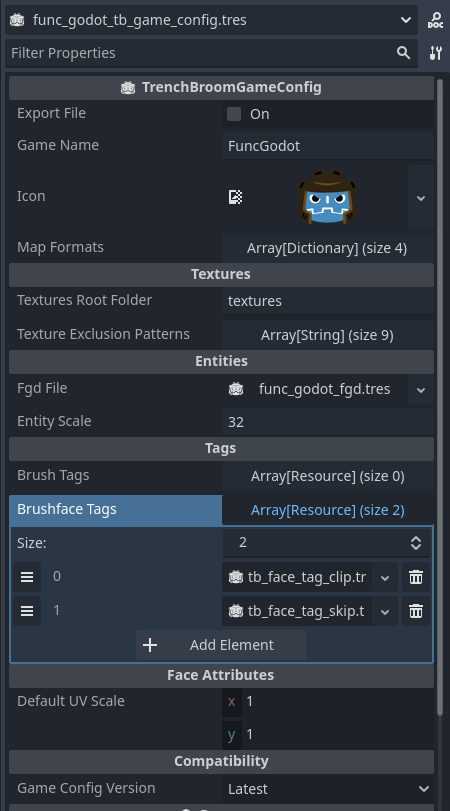 func_godot_tb_game_config.tres
DOC
Filter Properties
TrenchBroomGameConfig
Export File On
Game Name FuncGodot
Icon
Map Formats Array[Dictionary] (size 4)
Textures
Textures Root Folder textures
Texture Exclusion Patterns Array[String] (size 9)
Entities
Fgd File func_godot_fgd.tres
Entity Scale 32
Tags
Brush Tags Array[Resource] (size 0)
Brushface Tags Array[Resource] (size 2)
Size: 2
0 tb_face_tag_clip.tr
1 tb_face_tag_skip.t
Add Element
Face Attributes
Default UV Scale x 1
y 1
Compatibility
Game Config Version Latest